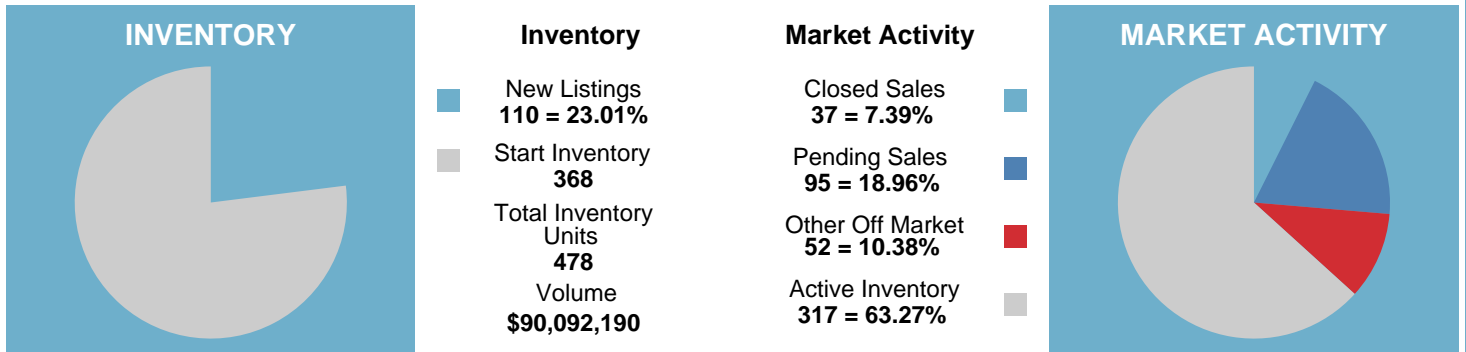 INVENTORY
Inventory
New Listings
110 = 23.01%
Start Inventory
368
Total Inventory
Units
478
Volume
$90,092,190
Market Activity
Closed Sales
37 = 7.39%
Pending Sales
95 = 18.96%
Other Off Market
52 = 10.38%
Active Inventory
317 = 63.27%
MARKET ACTIVITY